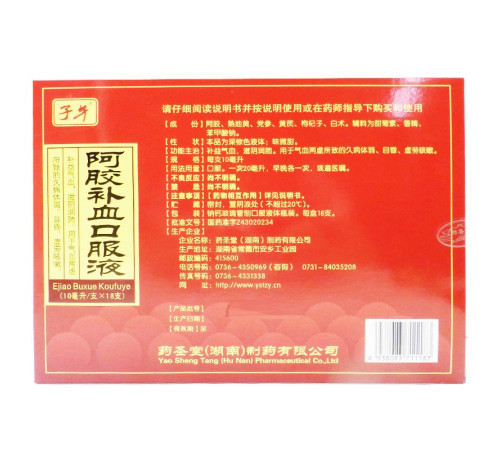 子牛
阿胶补血口服液
Ejiao Buxue Koufuye
(10毫升/支×18支)
请仔细阅读说明书并按说明使用或在药师指导下购买和使用
【成　份】阿胶、熟地黄、党参、黄芪、枸杞子、白术。辅料为甜菊素、香精、
苯甲酸钠。
【性　状】本品为深棕色液体;味微甜。
【功能主治】补益气血、滋阴润肺。用于气血两虚所致的久病体弱、目昏、虚劳咳嗽。
【规　格】每支10毫升
【用法用量】口服。一次20毫升,早晚各一次,或遵医嘱。
【不良反应】尚不明确。
【禁　忌】尚不明确。
【注意事项】【药物相互作用】详见说明书。
【贮　藏】密封,置阴凉处(不超过20℃)。
【包　装】钠钙玻璃管制口服液体瓶装。每盒18支。
【批准文号】国药准字Z43020234
【生产企业】
企业名称:药圣堂(湖南)制药有限公司
生产地址:湖南省常德市安乡工业园
邮政编码:415600
电话号码:0736-4350969(咨询) 0731-84035208
传真号码:0736-4331338
网　址:www.ystzy.com
【产品批号】
【生产日期】
【有效期】至
药圣堂(湖南)制药有限公司
Yao Sheng Tang (Hu Nan) Pharmaceutical Co.,Ltd